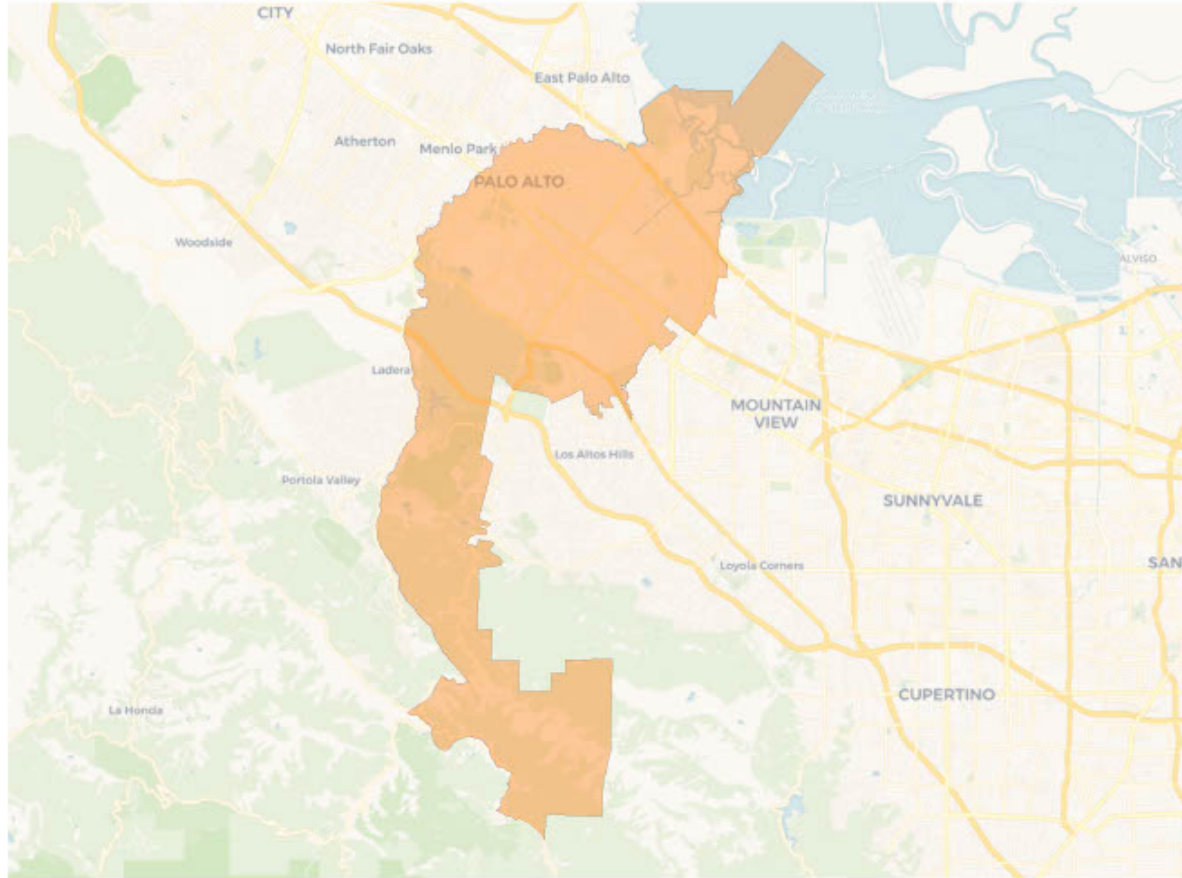 CITY
North Fair Oaks
East Palo Alto
Atherton
Menlo Park
PALO ALTO
Woodside
ALVISO
Ladera
MOUNTAIN
VIEW
Los Altos Hills
Portola Valley
SUNNYVALE
Loyola Corners
SAN
CUPERTINO
La Honda